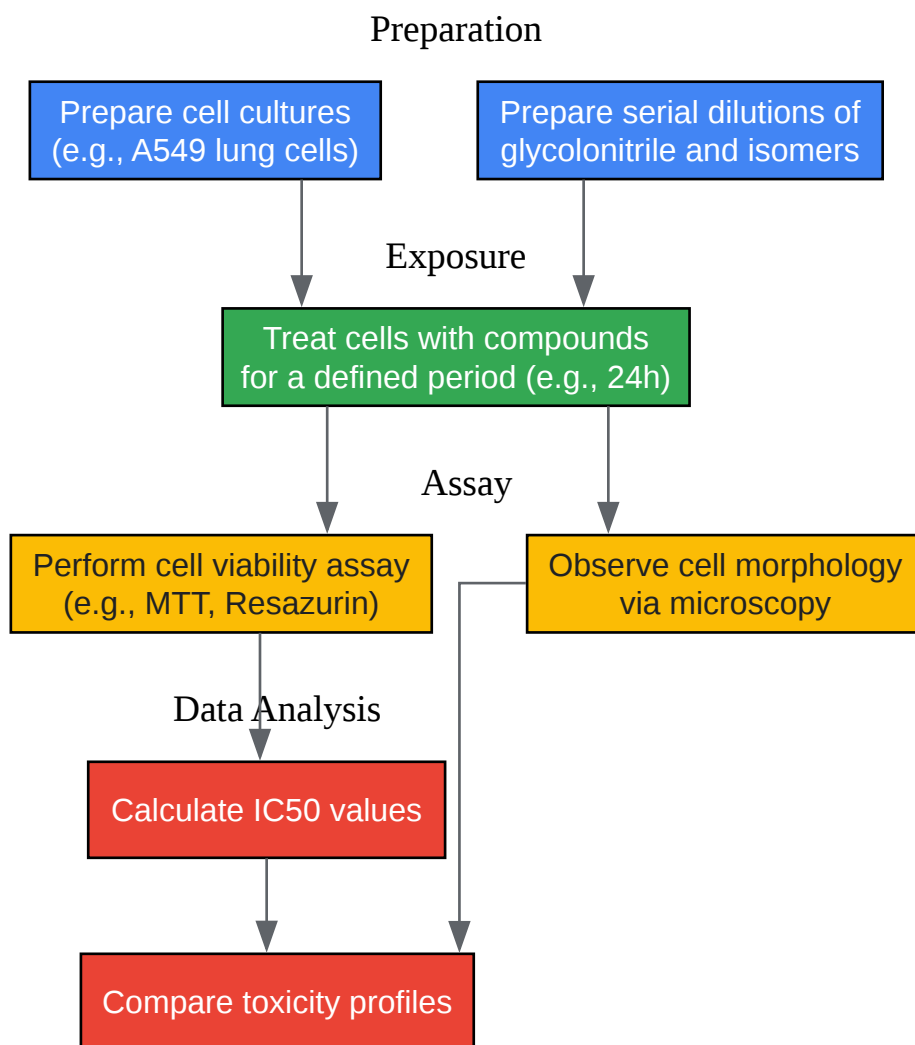 Preparation
Prepare cell cultures
(e.g., A549 lung cells)
Prepare serial dilutions of
glycolonitrile and isomers
Exposure
Treat cells with compounds
for a defined period (e.g., 24h)
Assay
Perform cell viability assay
(e.g., MTT, Resazurin)
Observe cell morphology
via microscopy
Data Analysis
Calculate IC50 values
Compare toxicity profiles